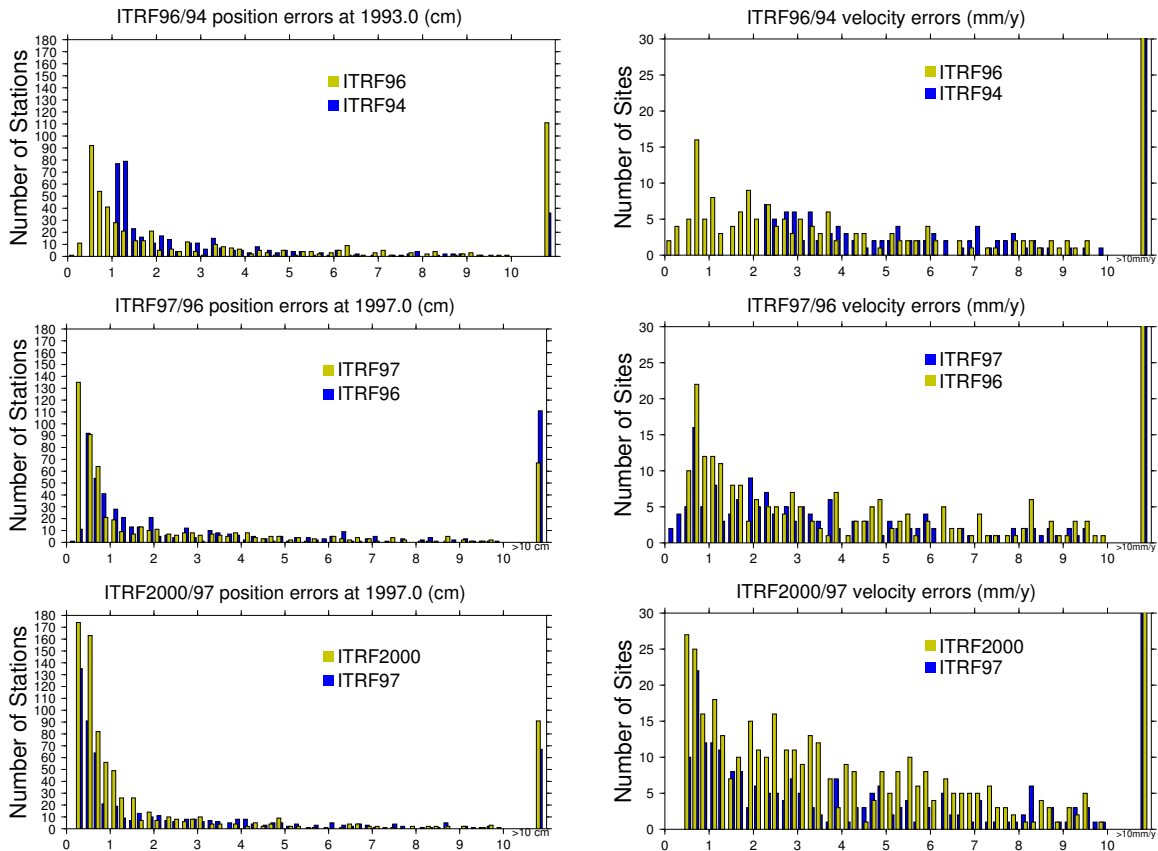 ITRF96/94 position errors at 1993.0 (cm)
Number of Stations
180
170
160
150
140
130
120
110
100
90
80
70
60
50
40
30
20
10
0
ITRF96
ITRF94
0 1 2 3 4 5 6 7 8 9 10
ITRF96/94 velocity errors (mm/y)
Number of Sites
30
25
20
15
10
5
0
ITRF96
ITRF94
0 1 2 3 4 5 6 7 8 9 10
>10mm/y
ITRF97/96 position errors at 1997.0 (cm)
Number of Stations
180
170
160
150
140
130
120
110
100
90
80
70
60
50
40
30
20
10
0
ITRF97
ITRF96
>10 cm
0 1 2 3 4 5 6 7 8 9 10
ITRF97/96 velocity errors (mm/y)
Number of Sites
30
25
20
15
10
5
0
ITRF97
ITRF96
0 1 2 3 4 5 6 7 8 9 10
>10mm/y
ITRF2000/97 position errors at 1997.0 (cm)
Number of Stations
180
170
160
150
140
130
120
110
100
90
80
70
60
50
40
30
20
10
0
ITRF2000
ITRF97
>10 cm
0 1 2 3 4 5 6 7 8 9 10
ITRF2000/97 velocity errors (mm/y)
Number of Sites
30
25
20
15
10
5
0
ITRF2000
ITRF97
0 1 2 3 4 5 6 7 8 9 10
>10mm/y